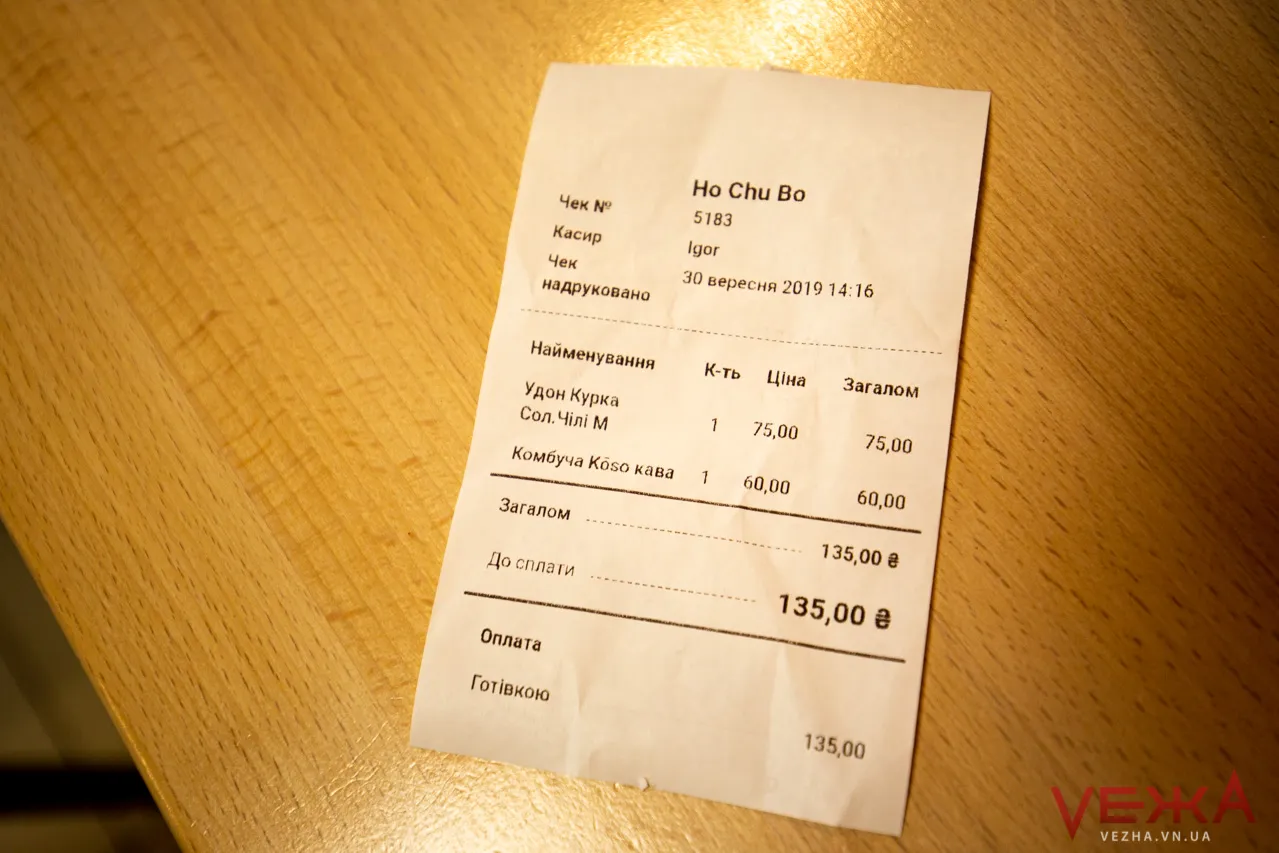 Ho Chu Bo
Чек № 5183
Касир Igor
Чек
надруковано 30 вересня 2019 14:16
Найменування К-ть Ціна Загалом
Удон Курка
Сол.Чілі М 1 75,00 75,00
Комбуча Kōso кава 1 60,00 60,00
Загалом 135,00 ₴
До сплати 135,00 ₴
Оплата
Готівкою 135,00
VEЖА
VEZHA.VN.UA